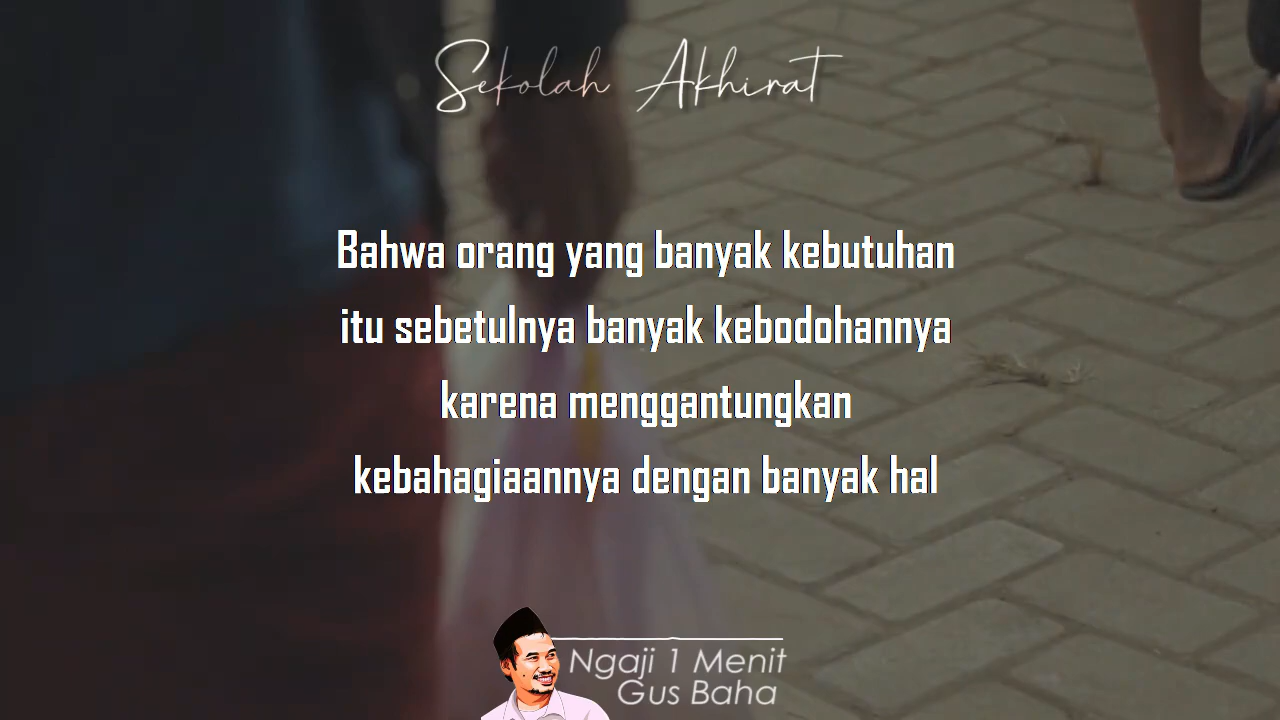 Sekolah Akhirat
Bahwa orang yang banyak kebutuhan
itu sebetulnya banyak kebodohannya
karena menggantungkan
kebahagiaannya dengan banyak hal
Ngaji 1 Menit
Gus Baha